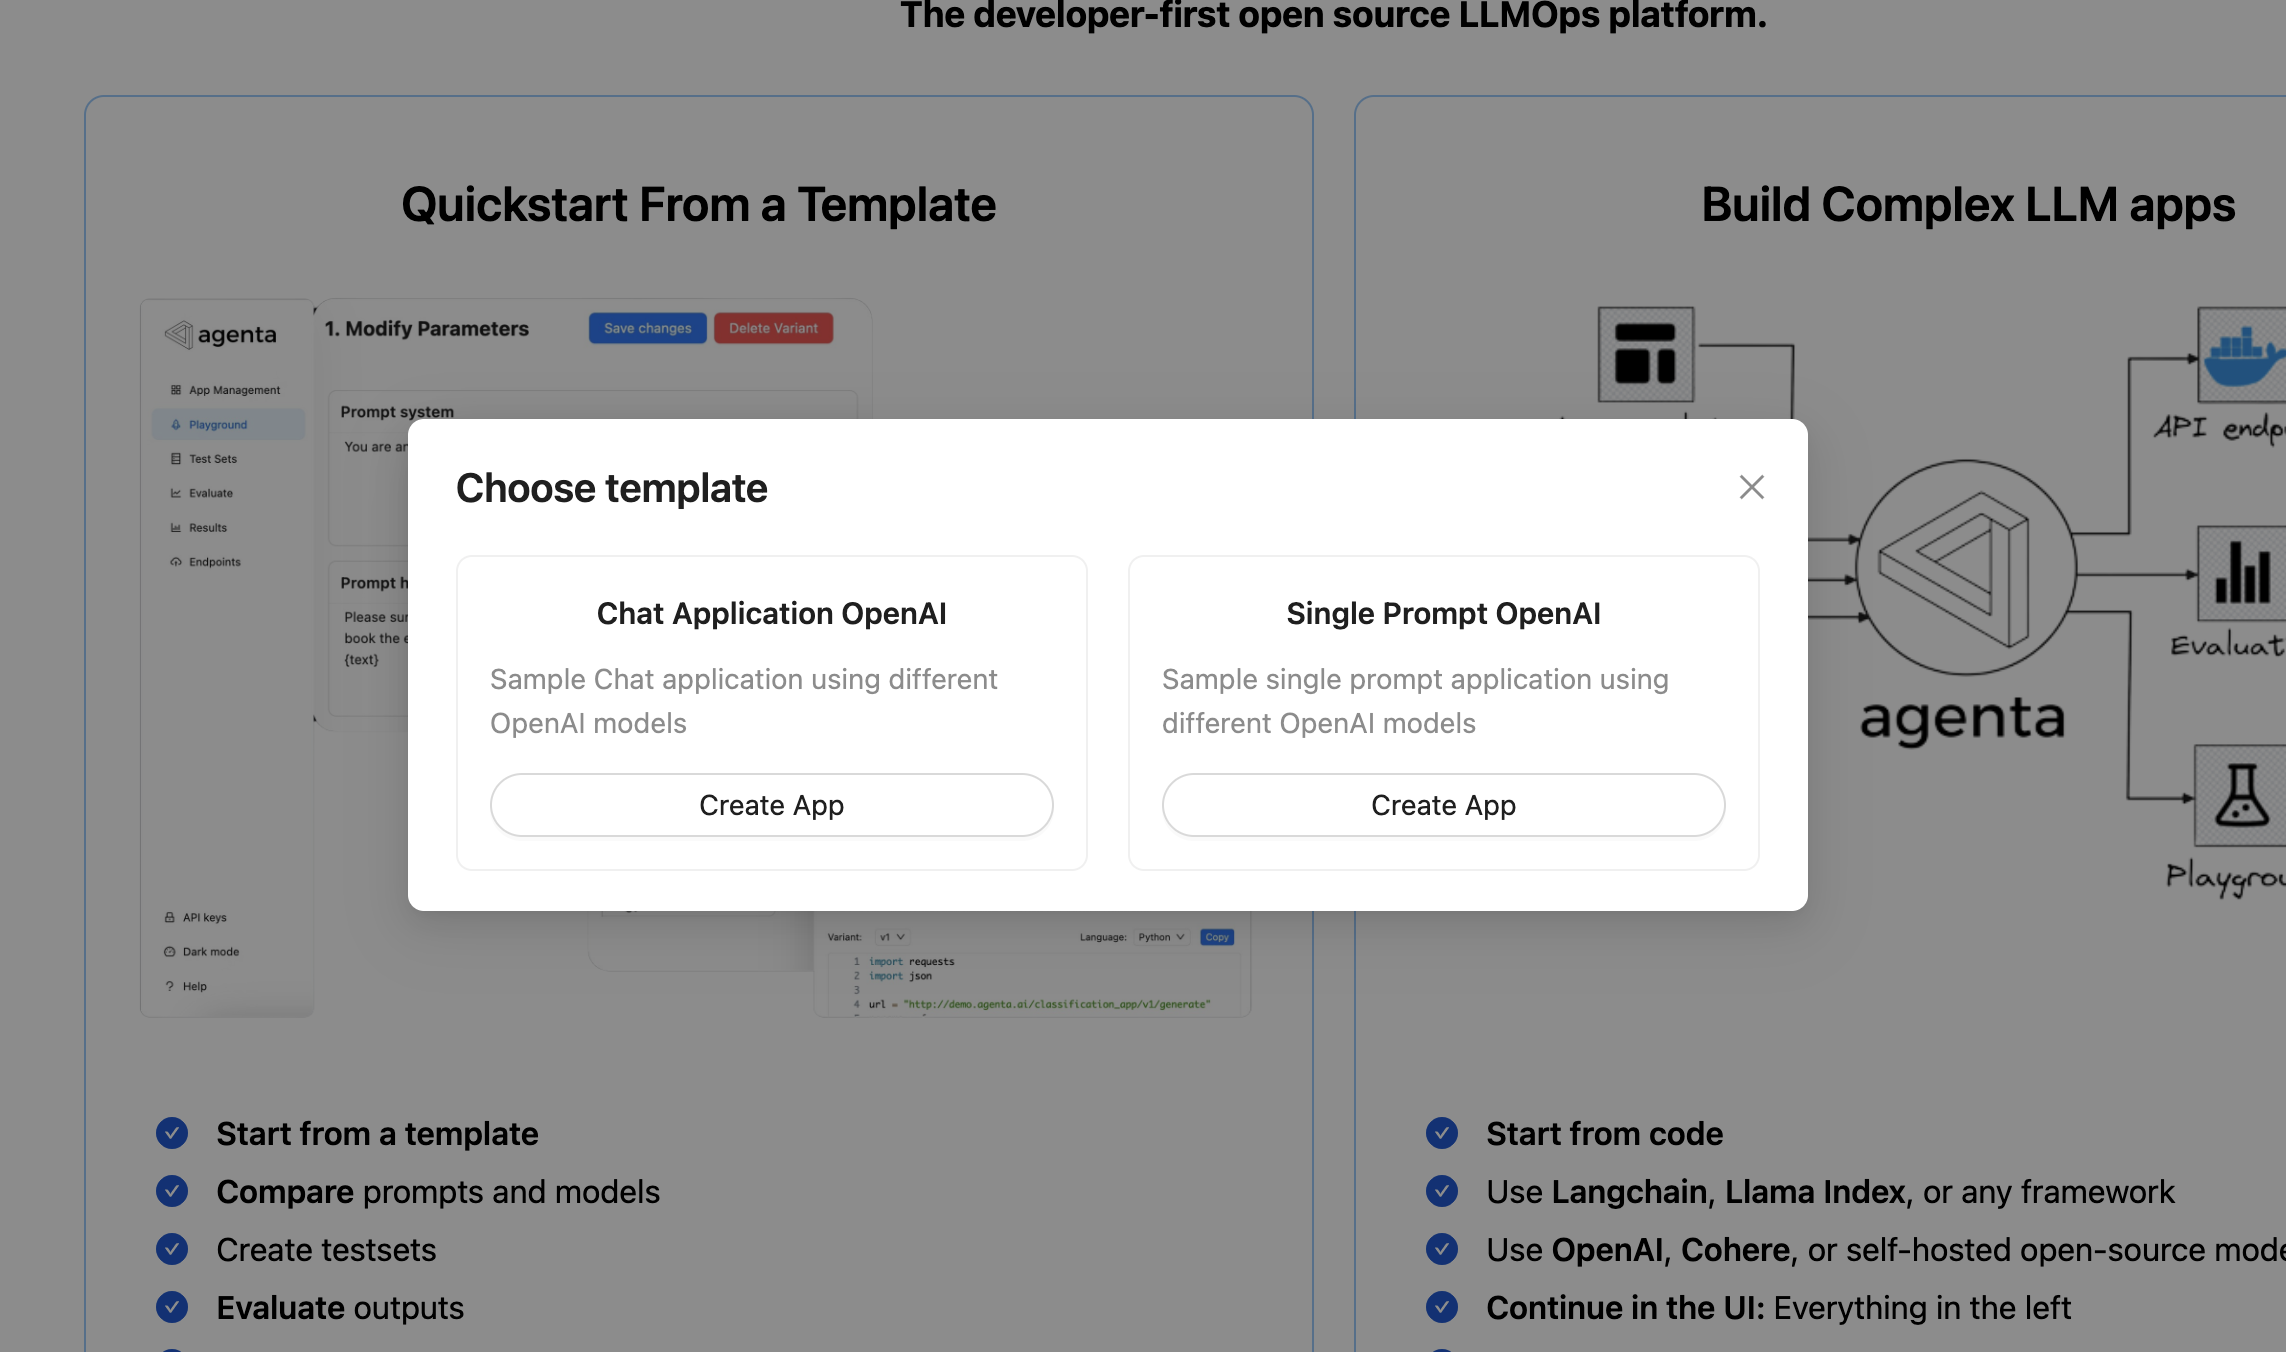 The developer-first open source LLMOps platform.
Quickstart From a Template
agenta
App Management
Playground
Test Sets
Evaluate
Results
Endpoints
API keys
Dark mode
? Help
1. Modify Parameters
Save changes
Delete Variant
Prompt system
You are
Prompt
Please
book the
{text}
Choose template
Chat Application OpenAI
Sample Chat application using different
OpenAI models
Create App
Single Prompt OpenAI
Sample single prompt application using
different OpenAI models
Create App
Variant: v1
Language: Python
Copy
1 import requests
2 import json
3
4 url = "http://demo.agenta.ai/classification_app/v1/generate"
Start from a template
Compare prompts and models
Create testsets
Evaluate outputs
Build Complex LLM apps
API
agenta
Start from code
Use Langchain, Llama Index, or any framework
Use OpenAI, Cohere, or self-hosted open-source
Continue in the UI: Everything in the left